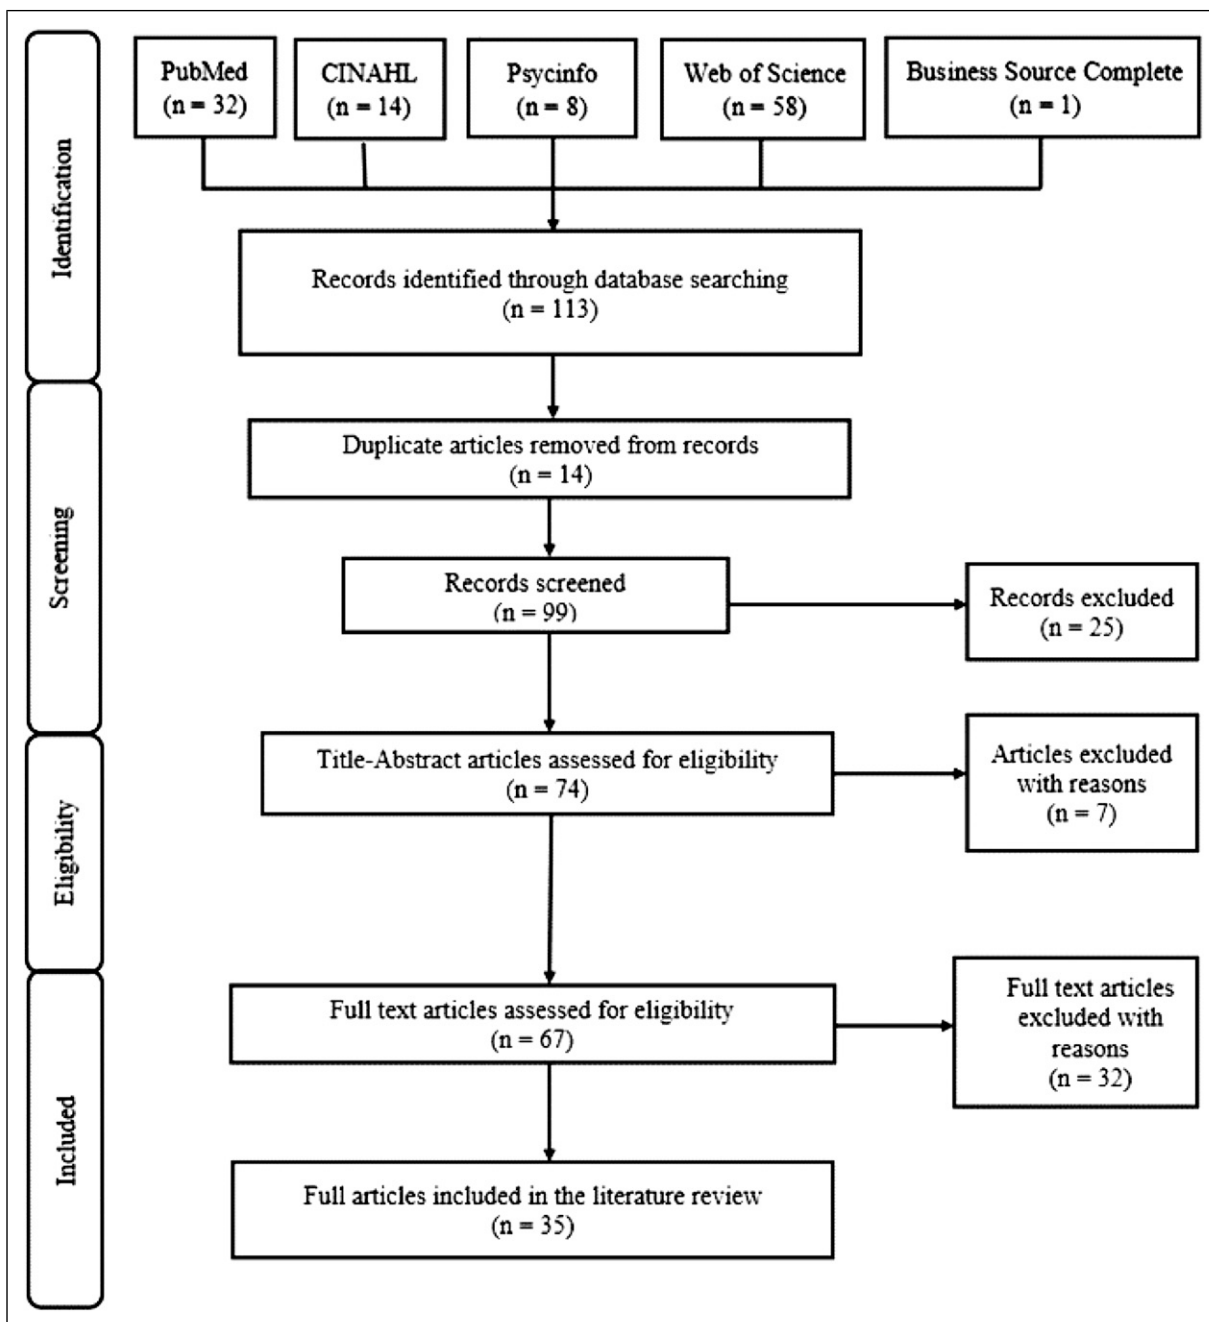 PubMed
(n = 32)
CINAHL
(n = 14)
Psycinfo
(n = 8)
Web of Science
(n = 58)
Business Source Complete
(n = 1)
Identification
Records identified through database searching
(n = 113)
Screening
Duplicate articles removed from records
(n = 14)
Records screened
(n = 99)
Records excluded
(n = 25)
Eligibility
Title-Abstract articles assessed for eligibility
(n = 74)
Articles excluded
with reasons
(n = 7)
Included
Full text articles assessed for eligibility
(n = 67)
Full text articles
excluded with
reasons
(n = 32)
Full articles included in the literature review
(n = 35)